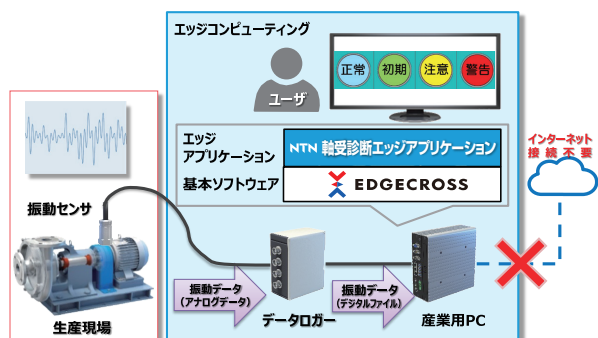 エッジコンピューティング
正常
初期
注意
警告
ユーザ
エッジ
アプリケーション
NTN 軸受診断エッジアプリケーション
基本ソフトウェア
EDGECROSS
インターネット
接続不要
振動センサ
生産現場
振動データ
(アナログデータ)
データロガー
振動データ
(デジタルファイル)
産業用PC